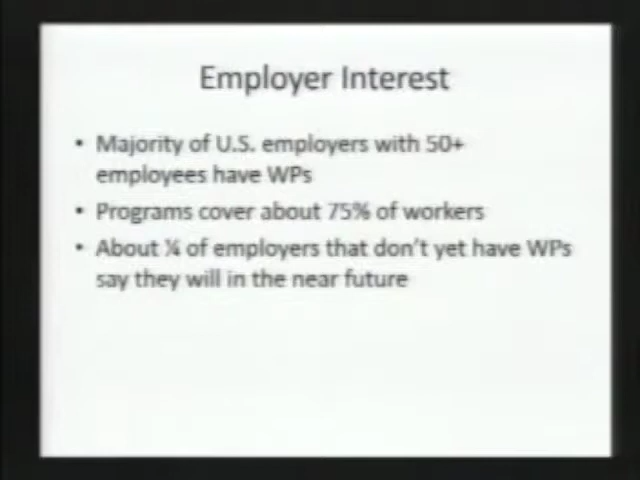 Employer Interest
• Majority of U.S. employers with 50+
employees have WPs
• Programs cover about 75% of workers
• About ¼ of employers that don't yet have WPs
say they will in the near future